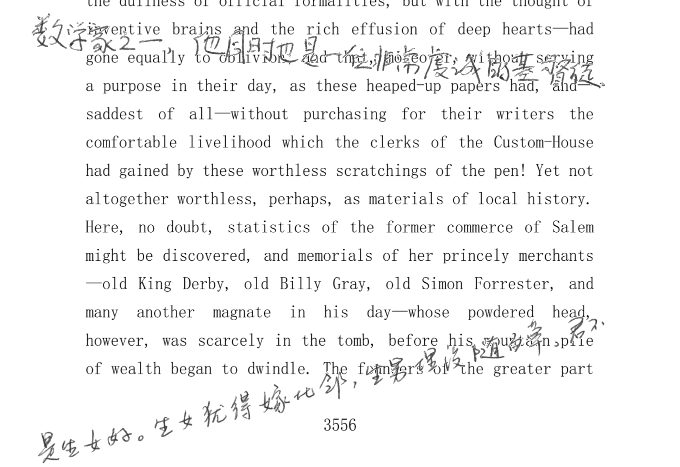 the dullness of official formalities, but with the thought of
inventive brains and the rich effusion of deep hearts—had
数学家之一，他同时也是一位非常虔诚的基督徒。
gone equally to oblivion, and that, moreover, without serving
a purpose in their day, as these heaped-up papers had, and—
saddest of all—without purchasing for their writers the
comfortable livelihood which the clerks of the Custom-House
had gained by these worthless scratchings of the pen! Yet not
altogether worthless, perhaps, as materials of local history.
Here, no doubt, statistics of the former commerce of Salem
might be discovered, and memorials of her princely merchants
—old King Derby, old Billy Gray, old Simon Forrester, and
many another magnate in his day—whose powdered head,
however, was scarcely in the tomb, before his mountain pile
of wealth began to dwindle. The founders of the greater part
是生女好。生女犹得嫁比邻，生男埋没随百草。君不
3556